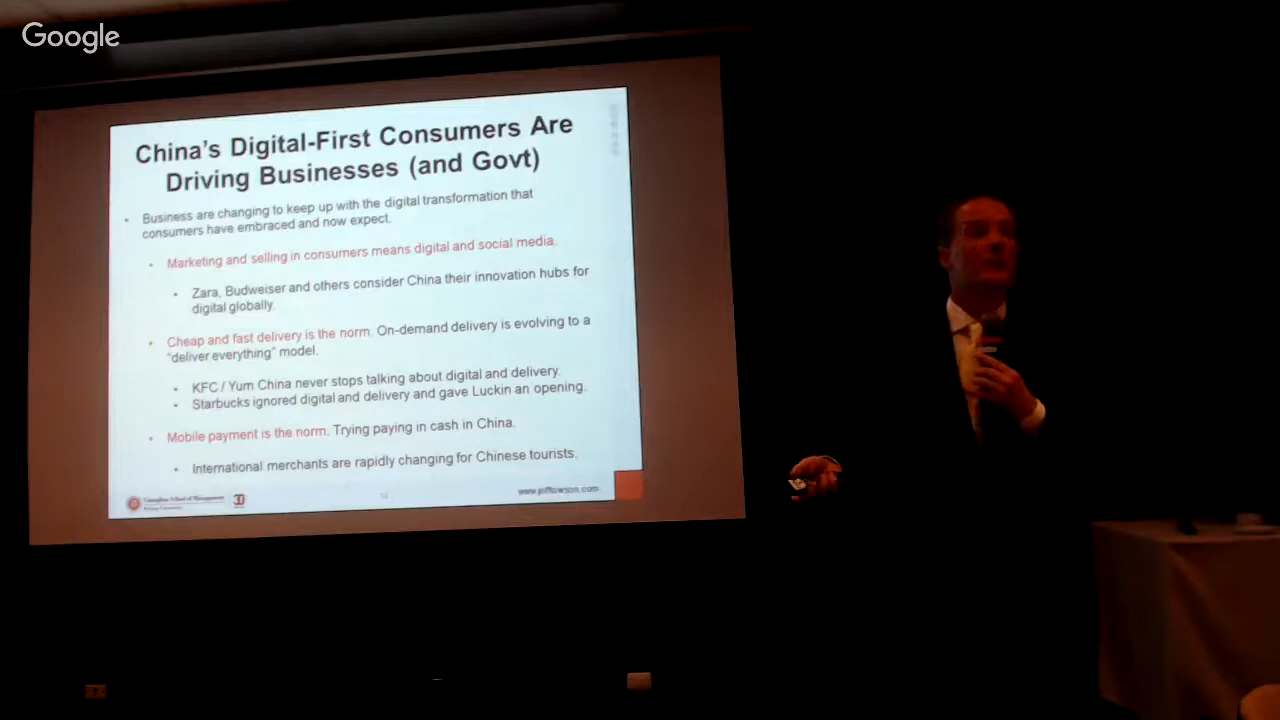 Google
China's Digital-First Consumers Are
Driving Businesses (and Govt)
• Business are changing to keep up with the digital transformation that
consumers have embraced and now expect.
• Marketing and selling in consumers means digital and social media.
• Zara, Budweiser and others consider China their innovation hubs for
digital globally.
• Cheap and fast delivery is the norm. On-demand delivery is evolving to a
"deliver everything" model.
• KFC / Yum China never stops talking about digital and delivery.
• Starbucks ignored digital and delivery and gave Luckin an opening.
• Mobile payment is the norm. Trying paying in cash in China.
• International merchants are rapidly changing for Chinese tourists.
School of Management
www.jefftowson.com